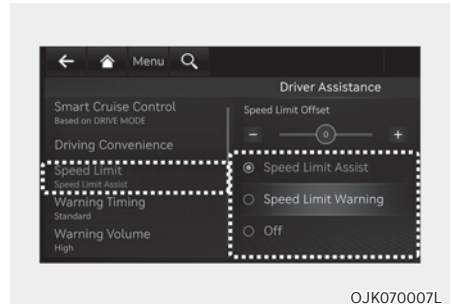 Menu
Driver Assistance
Smart Cruise Control
Based on DRIVE MODE
Driving Convenience
Speed Limit
Speed Limit Assist
Warning Timing
Standard
Warning Volume
High
Speed Limit Offset
− 0 +
Speed Limit Assist
Speed Limit Warning
Off
OJK070007L